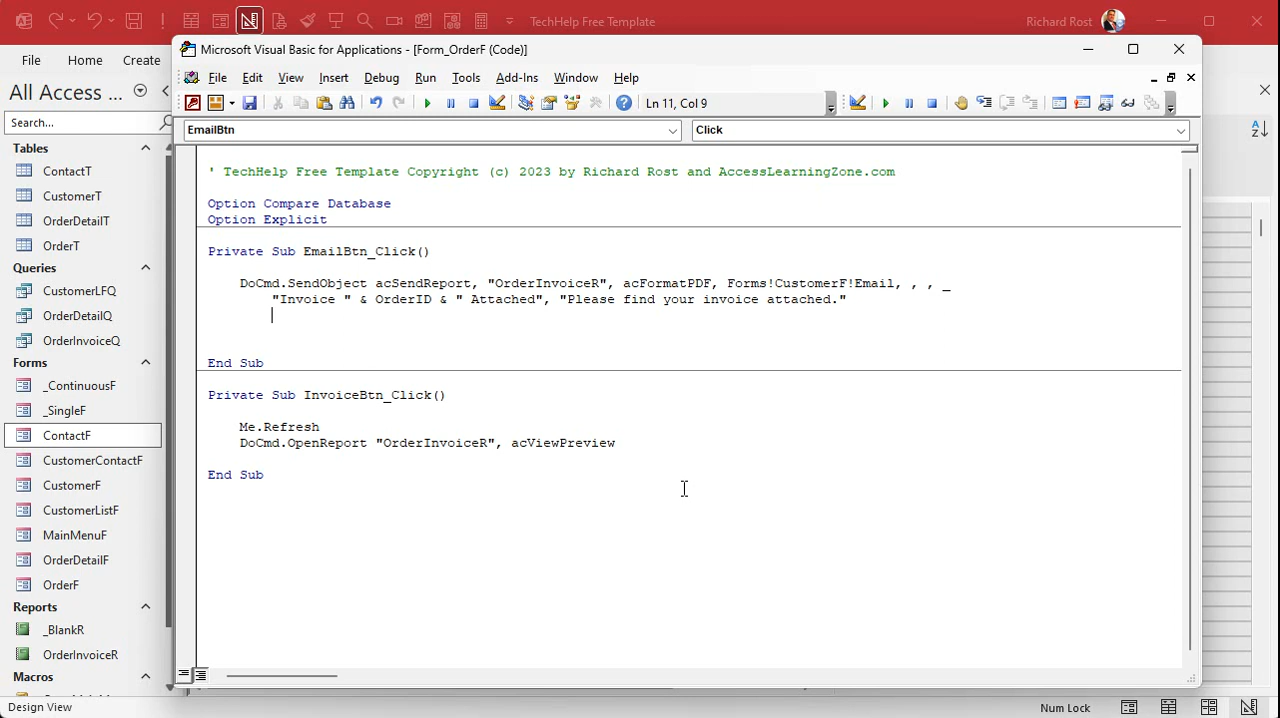 TechHelp Free Template
Richard Rost
File
Home
Create
Microsoft Visual Basic for Applications - [Form_OrderF (Code)]
File Edit View Insert Debug Run Tools Add-Ins Window Help
Ln 11, Col 9
All Access ...
Search...
EmailBtn
Click
Tables
ContactT
CustomerT
OrderDetailT
OrderT
Queries
CustomerLFQ
OrderDetailQ
OrderInvoiceQ
Forms
_ContinuousF
_SingleF
ContactF
CustomerContactF
CustomerF
CustomerListF
MainMenuF
OrderDetailF
OrderF
Reports
_BlankR
OrderInvoiceR
Macros
' TechHelp Free Template Copyright (c) 2023 by Richard Rost and AccessLearningZone.com
Option Compare Database
Option Explicit
Private Sub EmailBtn_Click()
DoCmd.SendObject acSendReport, "OrderInvoiceR", acFormatPDF, Forms!CustomerF!Email, , , _
"Invoice " & OrderID & " Attached", "Please find your invoice attached."
End Sub
Private Sub InvoiceBtn_Click()
Me.Refresh
DoCmd.OpenReport "OrderInvoiceR", acViewPreview
End Sub
Design View
Num Lock